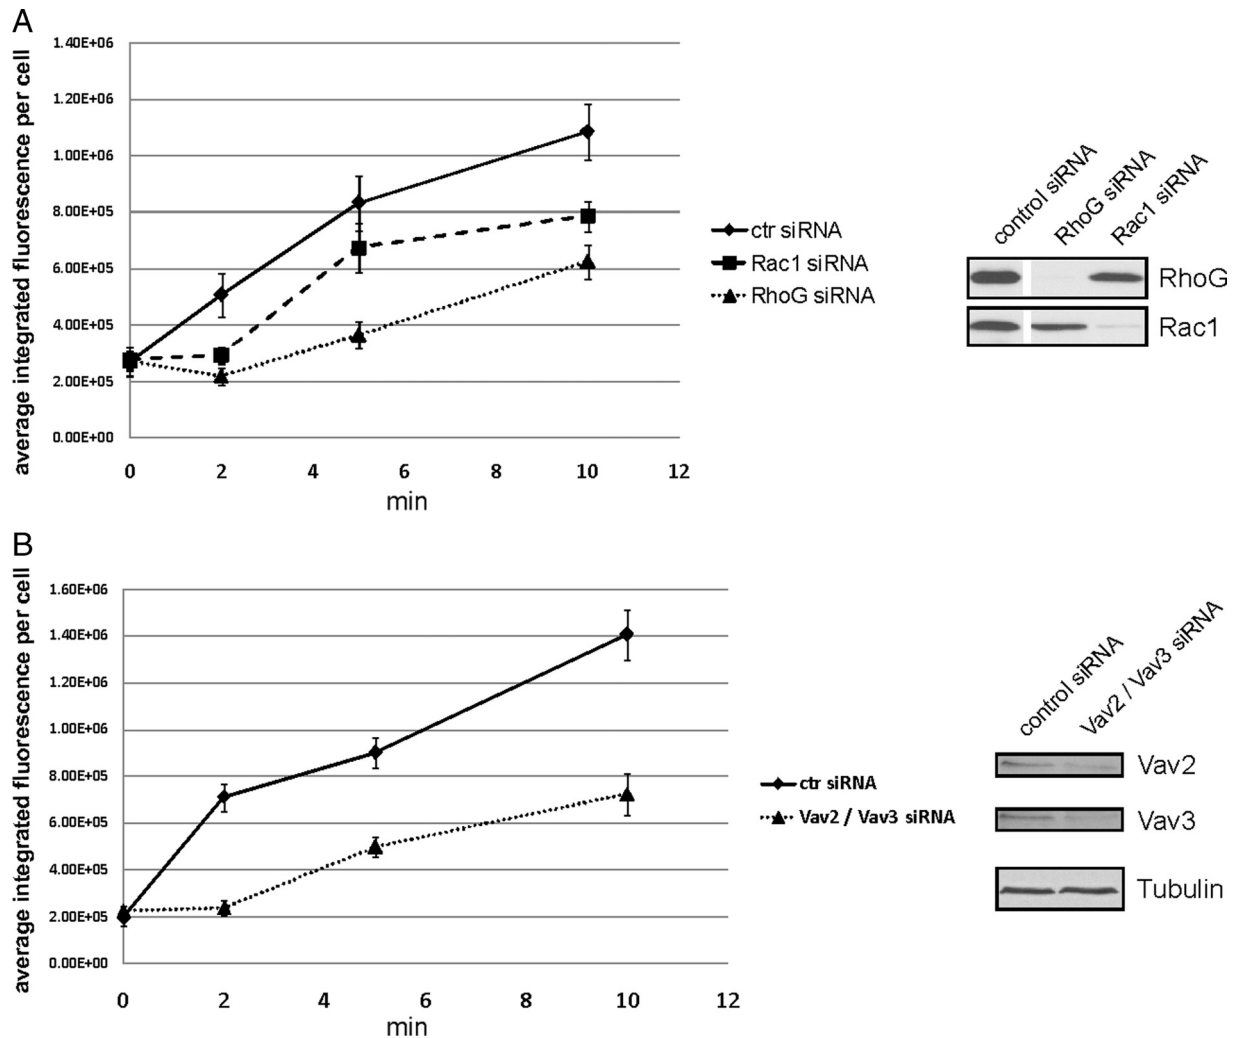 A
average integrated fluorescence per cell
1.40E+06
1.20E+06
1.00E+06
8.00E+05
6.00E+05
4.00E+05
2.00E+05
0.00E+00
0 2 4 6 8 10 12
min
ctr siRNA
Rac1 siRNA
RhoG siRNA
control siRNA
RhoG siRNA
Rac1 siRNA
RhoG
Rac1
B
average integrated fluorescence per cell
1.60E+06
1.40E+06
1.20E+06
1.00E+06
8.00E+05
6.00E+05
4.00E+05
2.00E+05
0.00E+00
0 2 4 6 8 10 12
min
ctr siRNA
Vav2 / Vav3 siRNA
control siRNA
Vav2 / Vav3 siRNA
Vav2
Vav3
Tubulin